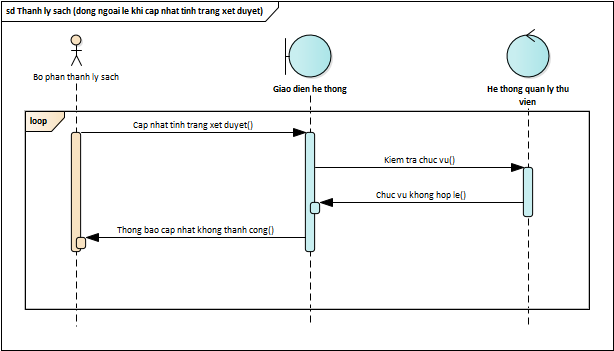 sd Thanh ly sach (dong ngoai le khi cap nhat tinh trang xet duyet)
Bo phan thanh ly sach
Giao dien he thong
He thong quan ly thu
vien
loop
Cap nhat tinh trang xet duyet()
Kiem tra chuc vu()
Chuc vu khong hop le()
Thong bao cap nhat khong thanh cong()